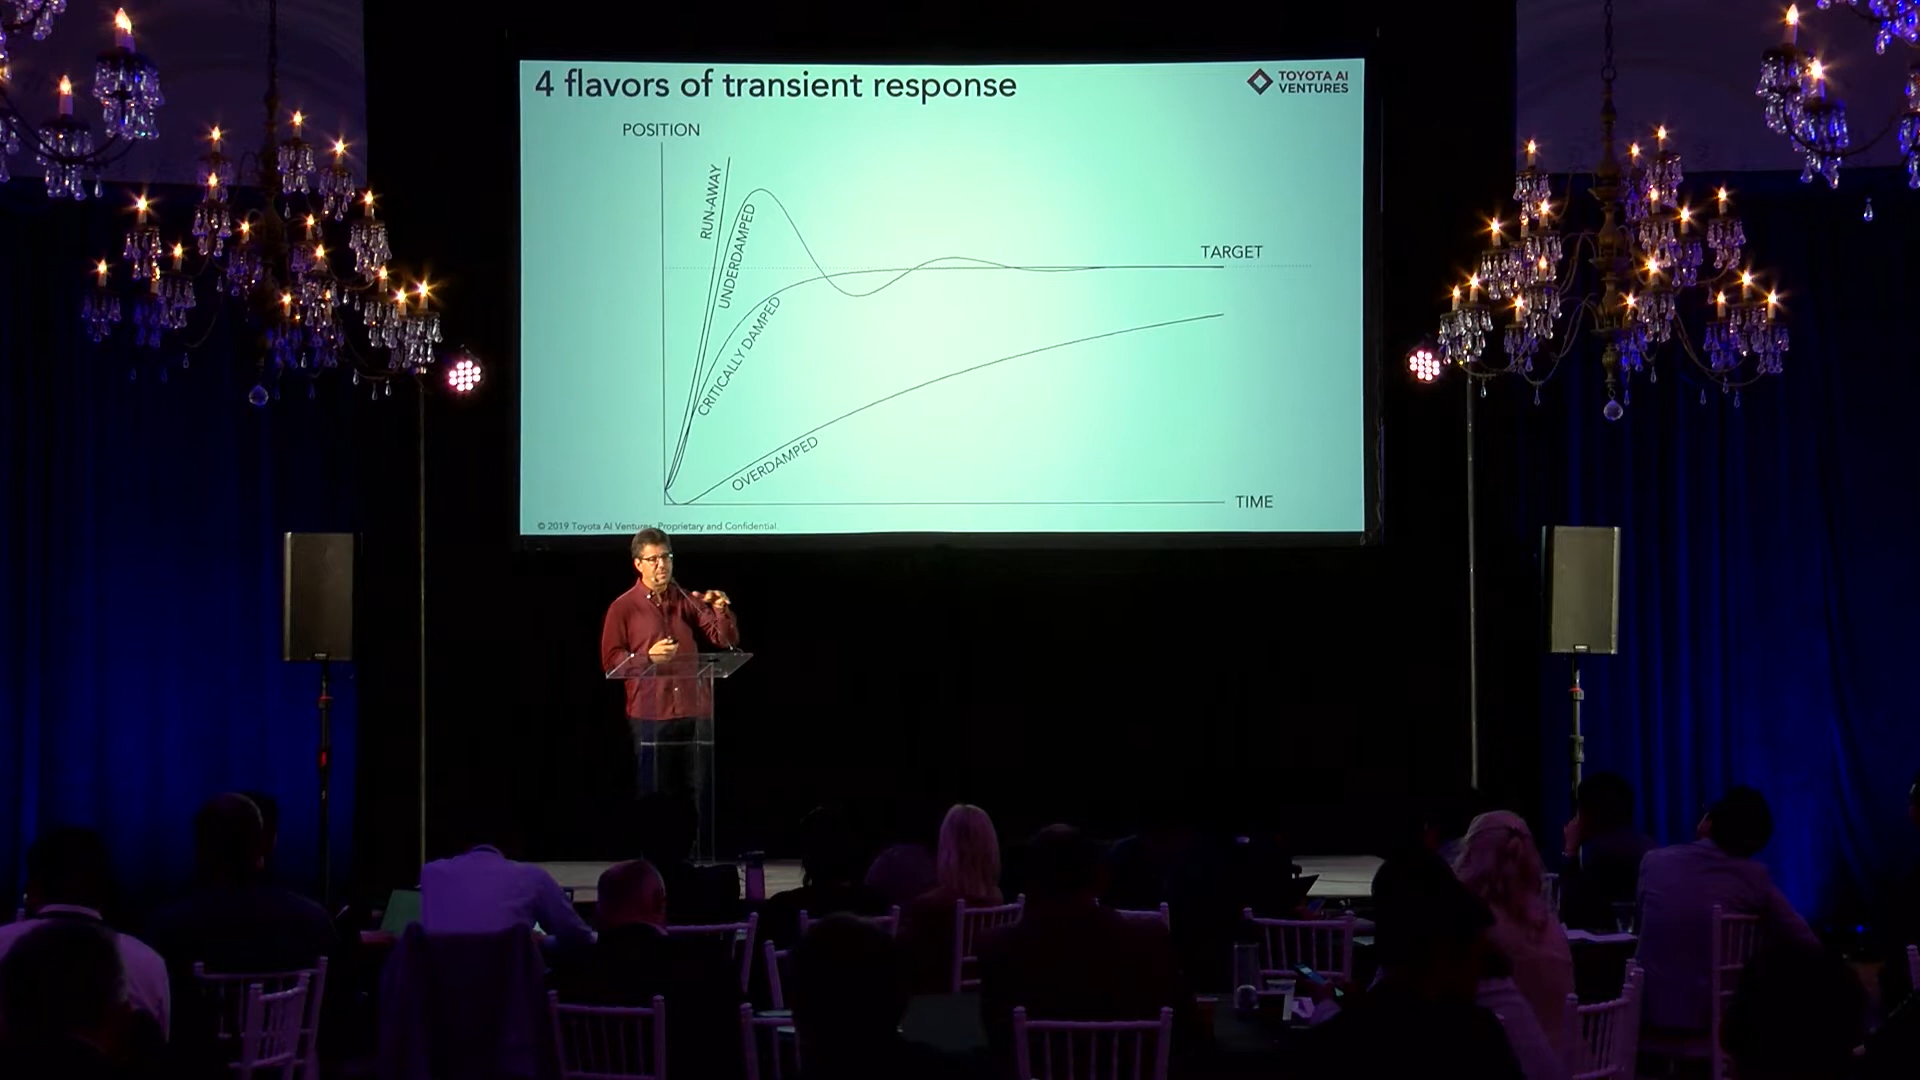 4 flavors of transient response
TOYOTA AI
VENTURES
POSITION
RUN-AWAY
UNDERDAMPED
CRITICALLY DAMPED
OVERDAMPED
TARGET
TIME
© 2019 Toyota AI Ventures. Proprietary and Confidential.